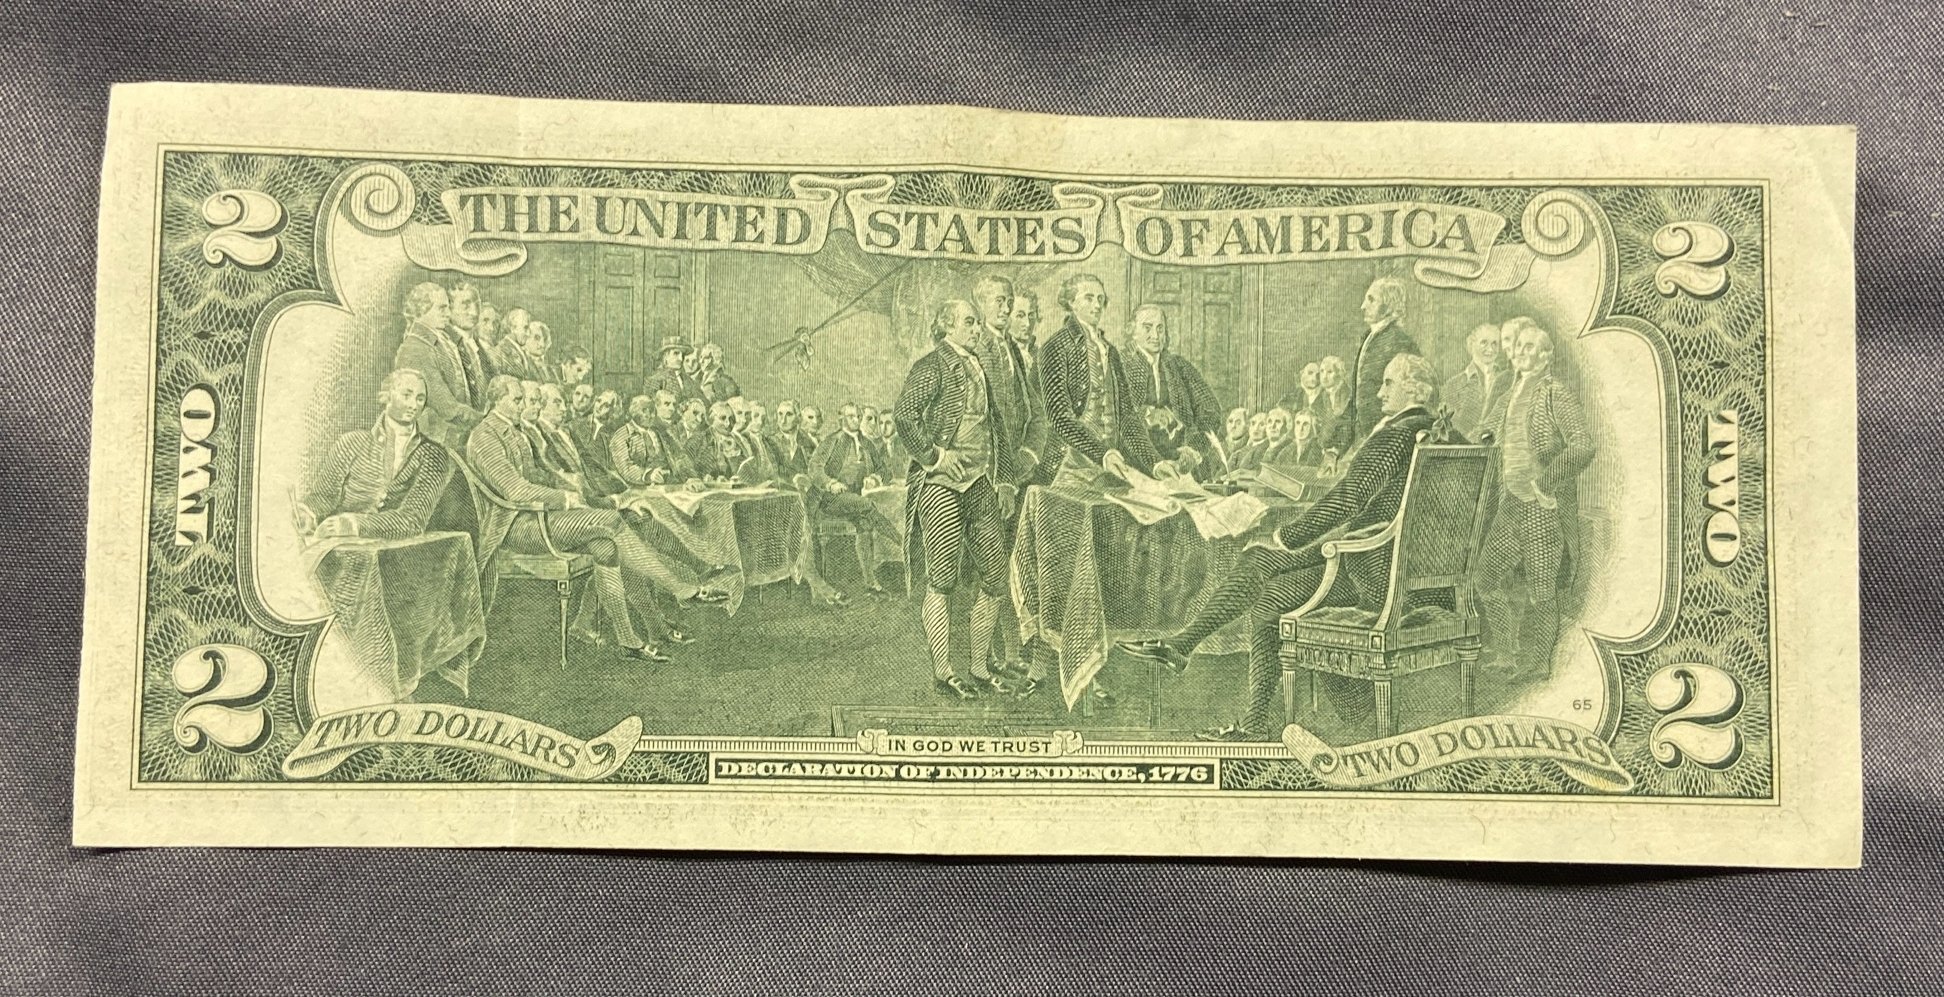 2 THE UNITED STATES OF AMERICA 2
TWO
TWO
65
2 TWO DOLLARS
IN GOD WE TRUST
TWO DOLLARS 2
DECLARATION OF INDEPENDENCE, 1776